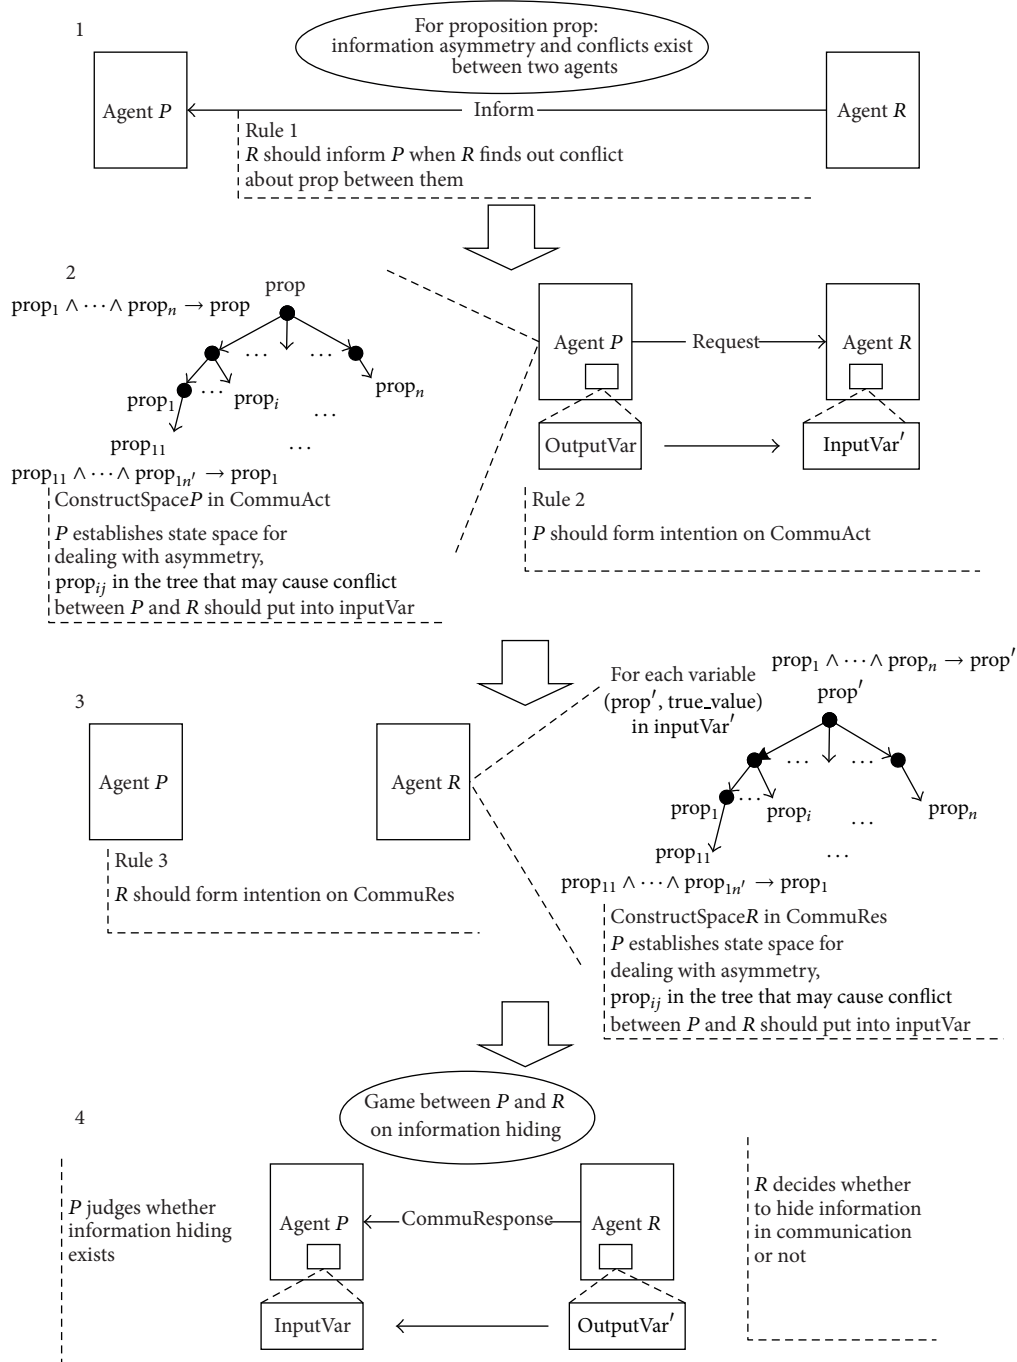 1
For proposition prop:
information asymmetry and conflicts exist
between two agents
Agent P
Inform
Agent R
Rule 1
R should inform P when R finds out conflict
about prop between them
2
prop
prop₁ ∧ ⋯ ∧ propₙ → prop
⋯ ⋯
prop₁
⋯
propᵢ
propₙ
⋯
prop₁₁
⋯
prop₁₁ ∧ ⋯ ∧ prop₁ₙ′ → prop₁
ConstructSpaceP in CommuAct
P establishes state space for
dealing with asymmetry,
propᵢⱼ in the tree that may cause conflict
between P and R should put into inputVar
Agent P
Request
Agent R
OutputVar
InputVar′
Rule 2
P should form intention on CommuAct
3
Agent P
Agent R
Rule 3
R should form intention on CommuRes
For each variable
(prop′, true_value)
in inputVar′
prop₁ ∧ ⋯ ∧ propₙ → prop′
prop′
⋯ ⋯
prop₁
⋯
propᵢ
propₙ
⋯
prop₁₁
⋯
prop₁₁ ∧ ⋯ ∧ prop₁ₙ′ → prop₁
ConstructSpaceR in CommuRes
P establishes state space for
dealing with asymmetry,
propᵢⱼ in the tree that may cause conflict
between P and R should put into inputVar
4
Game between P and R
on information hiding
P judges whether
information hiding
exists
Agent P
CommuResponse
Agent R
InputVar
OutputVar′
R decides whether
to hide information
in communication
or not